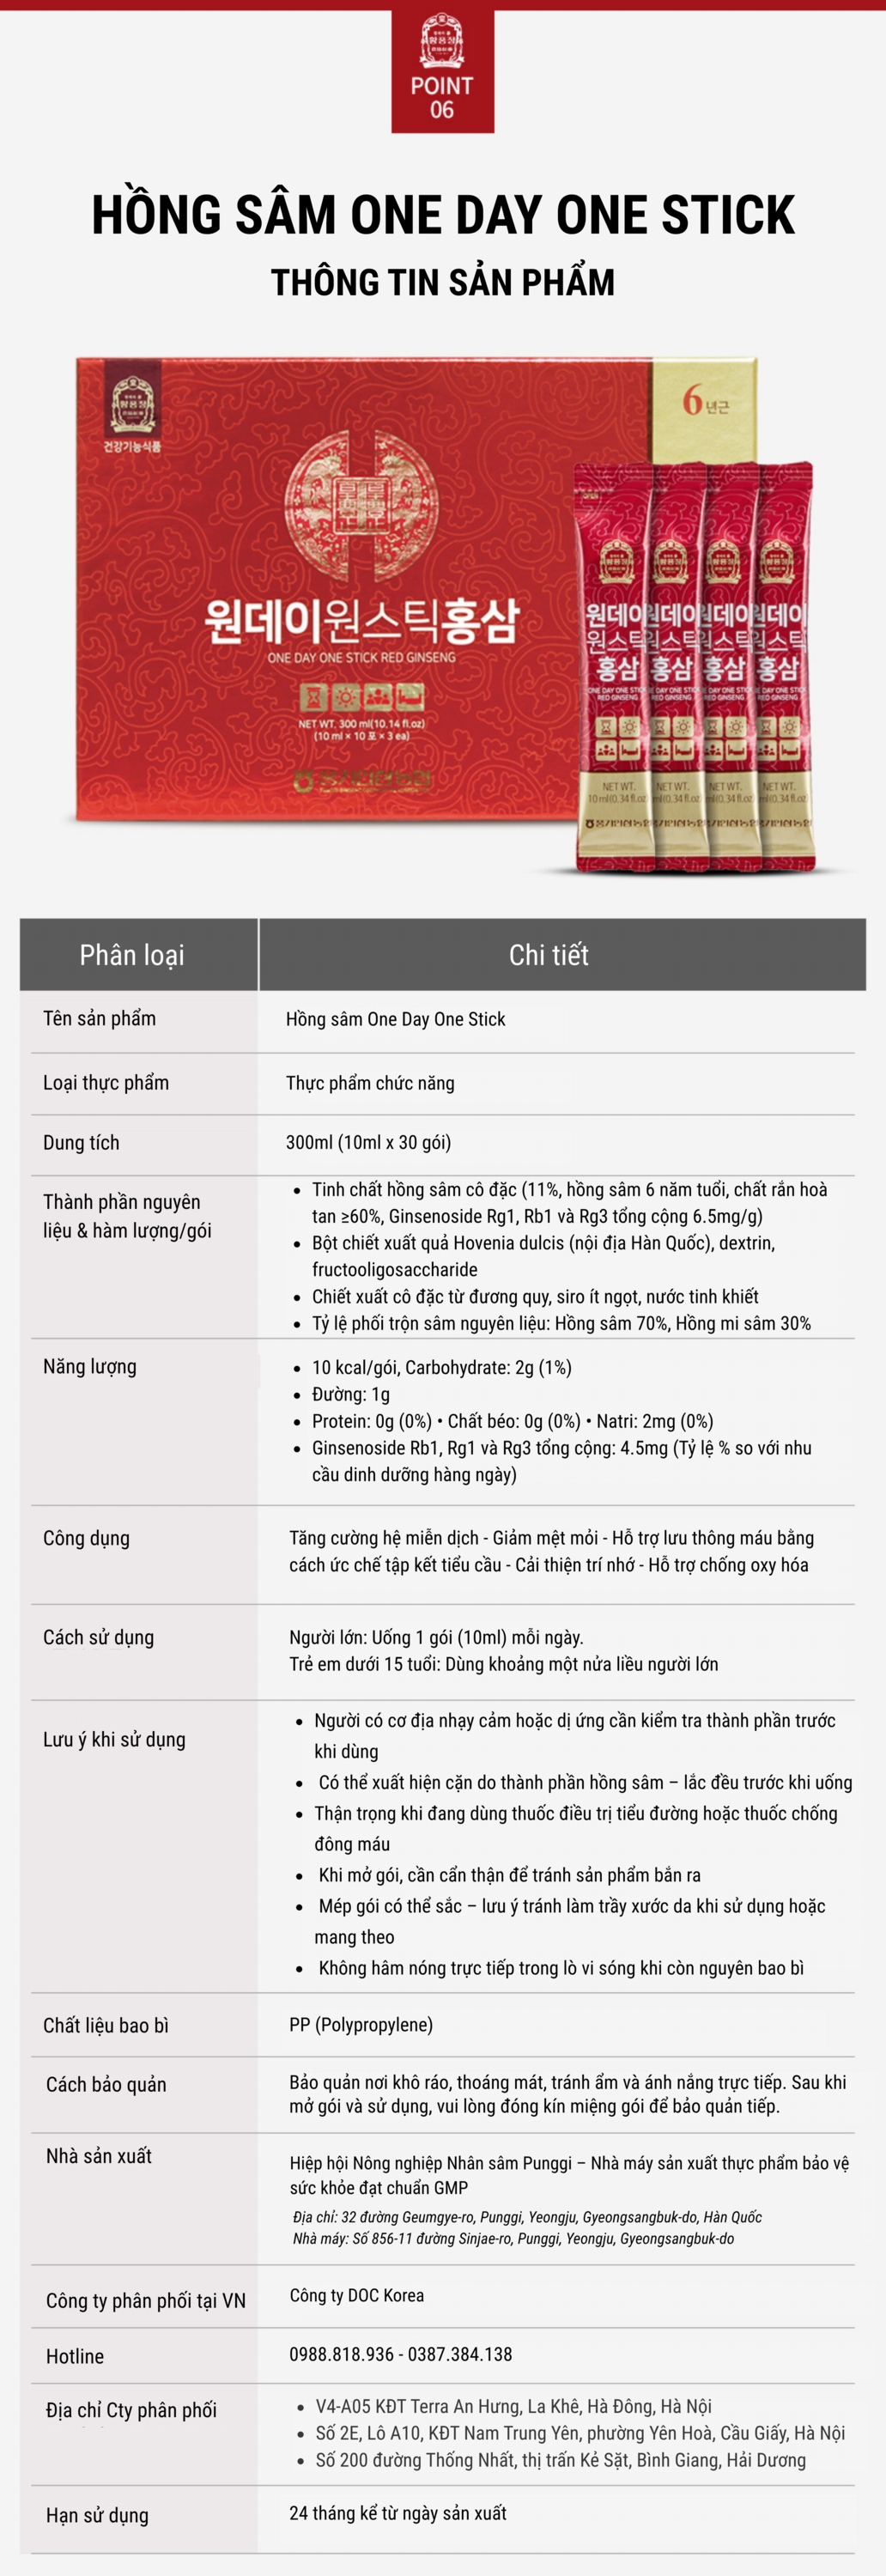 POINT
06
HỒNG SÂM ONE DAY ONE STICK
THÔNG TIN SẢN PHẨM
건강기능식품
6년근
원데이원스틱홍삼
ONE DAY ONE STICK RED GINSENG
NET WT. 300 ml(10.14 fl.oz)
(10 ml × 10 포 × 3 ea)
원데이
원스틱
홍삼
ONE DAY ONE STICK
RED GINSENG
NET WT.
10 ml(0.34 fl.oz)
Phân loại
Chi tiết
Tên sản phẩm
Hồng sâm One Day One Stick
Loại thực phẩm
Thực phẩm chức năng
Dung tích
300ml (10ml x 30 gói)
Thành phần nguyên
liệu & hàm lượng/gói
• Tinh chất hồng sâm cô đặc (11%, hồng sâm 6 năm tuổi, chất rắn hoà
tan ≥60%, Ginsenoside Rg1, Rb1 và Rg3 tổng cộng 6.5mg/g)
• Bột chiết xuất quả Hovenia dulcis (nội địa Hàn Quốc), dextrin,
fructooligosaccharide
• Chiết xuất cô đặc từ đương quy, siro ít ngọt, nước tinh khiết
• Tỷ lệ phối trộn sâm nguyên liệu: Hồng sâm 70%, Hồng mi sâm 30%
Năng lượng
• 10 kcal/gói, Carbohydrate: 2g (1%)
• Đường: 1g
• Protein: 0g (0%) • Chất béo: 0g (0%) • Natri: 2mg (0%)
• Ginsenoside Rb1, Rg1 và Rg3 tổng cộng: 4.5mg (Tỷ lệ % so với nhu
cầu dinh dưỡng hàng ngày)
Công dụng
Tăng cường hệ miễn dịch - Giảm mệt mỏi - Hỗ trợ lưu thông máu bằng
cách ức chế tập kết tiểu cầu - Cải thiện trí nhớ - Hỗ trợ chống oxy hóa
Cách sử dụng
Người lớn: Uống 1 gói (10ml) mỗi ngày.
Trẻ em dưới 15 tuổi: Dùng khoảng một nửa liều người lớn
Lưu ý khi sử dụng
• Người có cơ địa nhạy cảm hoặc dị ứng cần kiểm tra thành phần trước
khi dùng
• Có thể xuất hiện cặn do thành phần hồng sâm – lắc đều trước khi uống
• Thận trọng khi đang dùng thuốc điều trị tiểu đường hoặc thuốc chống
đông máu
• Khi mở gói, cần cẩn thận để tránh sản phẩm bắn ra
• Mép gói có thể sắc – lưu ý tránh làm trầy xước da khi sử dụng hoặc
mang theo
• Không hâm nóng trực tiếp trong lò vi sóng khi còn nguyên bao bì
Chất liệu bao bì
PP (Polypropylene)
Cách bảo quản
Bảo quản nơi khô ráo, thoáng mát, tránh ẩm và ánh nắng trực tiếp. Sau khi
mở gói và sử dụng, vui lòng đóng kín miệng gói để bảo quản tiếp.
Nhà sản xuất
Hiệp hội Nông nghiệp Nhân sâm Punggi – Nhà máy sản xuất thực phẩm bảo vệ
sức khỏe đạt chuẩn GMP
Địa chỉ: 32 đường Geumgye-ro, Punggi, Yeongju, Gyeongsangbuk-do, Hàn Quốc
Nhà máy: Số 856-11 đường Sinjae-ro, Punggi, Yeongju, Gyeongsangbuk-do
Công ty phân phối tại VN
Công ty DOC Korea
Hotline
0988.818.936 - 0387.384.138
Địa chỉ Cty phân phối
• V4-A05 KĐT Terra An Hưng, La Khê, Hà Đông, Hà Nội
• Số 2E, Lô A10, KĐT Nam Trung Yên, phường Yên Hoà, Cầu Giấy, Hà Nội
• Số 200 đường Thống Nhất, thị trấn Kẻ Sặt, Bình Giang, Hải Dương
Hạn sử dụng
24 tháng kể từ ngày sản xuất